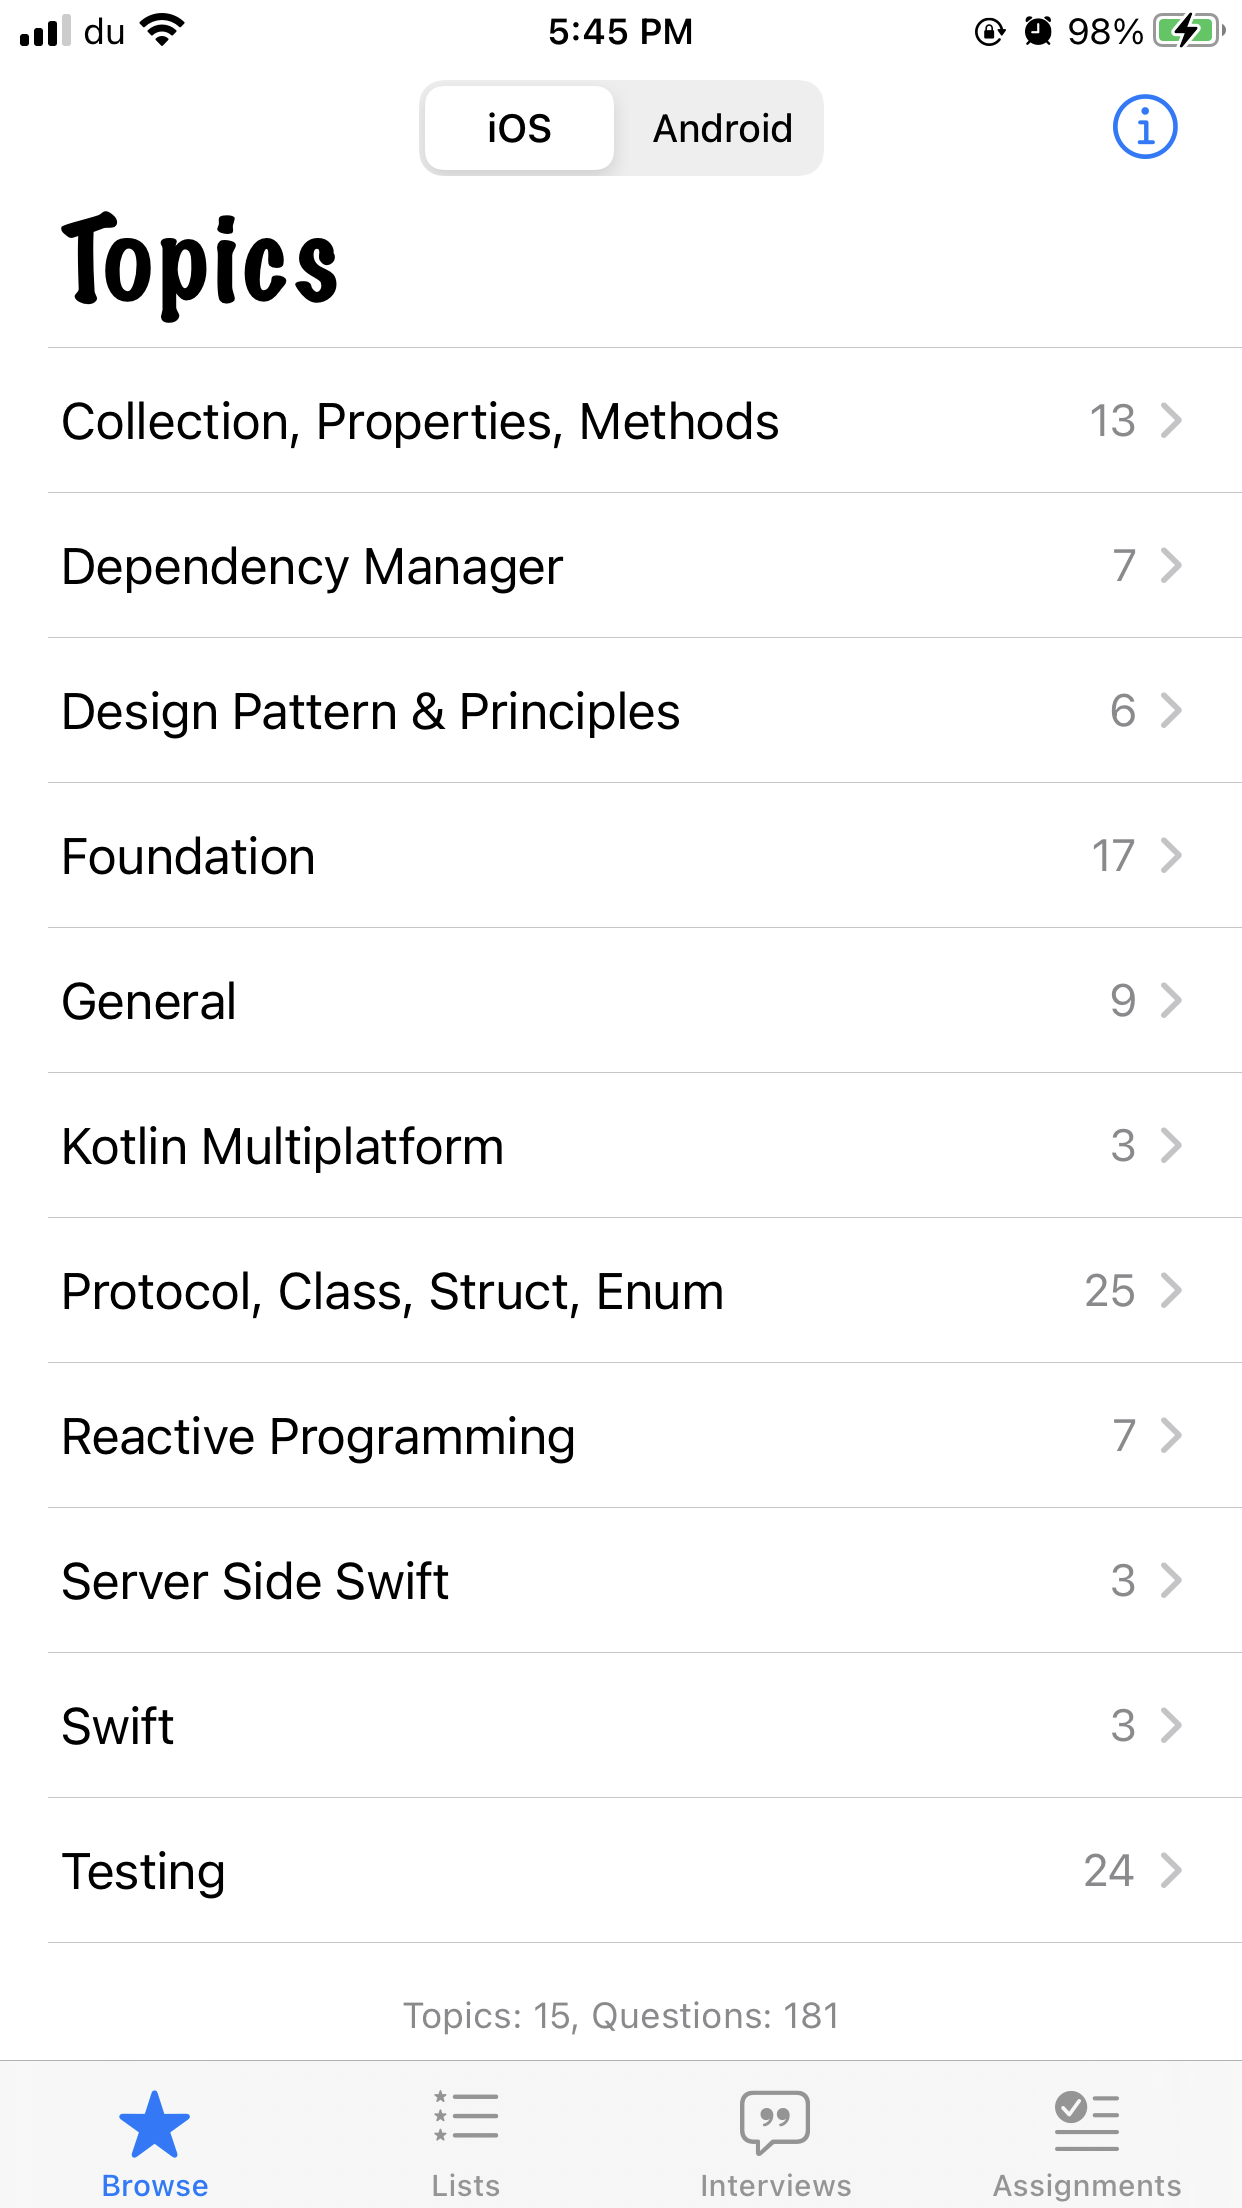 du 5:45 PM 98%
iOS Android
Topics
Collection, Properties, Methods 13
Dependency Manager 7
Design Pattern & Principles 6
Foundation 17
General 9
Kotlin Multiplatform 3
Protocol, Class, Struct, Enum 25
Reactive Programming 7
Server Side Swift 3
Swift 3
Testing 24
Topics: 15, Questions: 181
Browse Lists Interviews Assignments